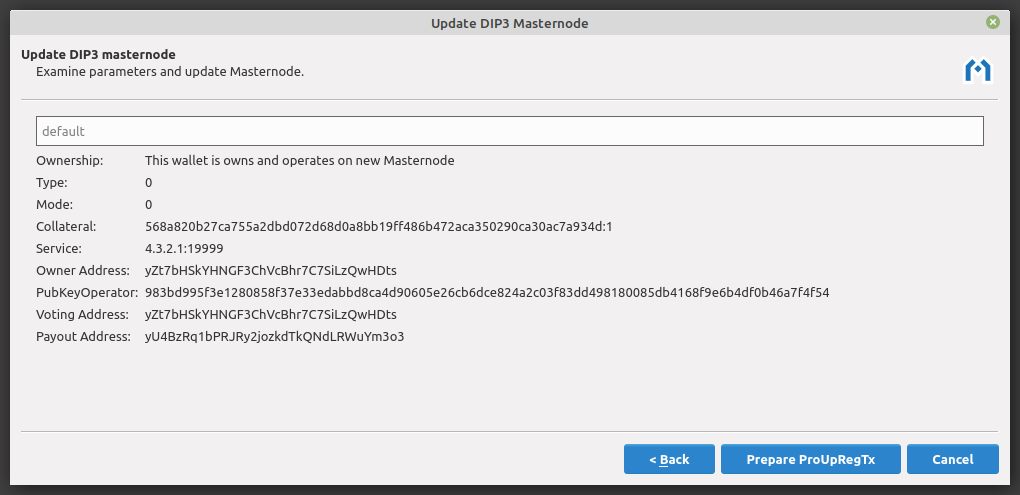 Update DIP3 Masternode
Update DIP3 masternode
Examine parameters and update Masternode.
default
Ownership: This wallet is owns and operates on new Masternode
Type: 0
Mode: 0
Collateral: 568a820b27ca755a2dbd072d68d0a8bb19ff486b472aca350290ca30ac7a934d:1
Service: 4.3.2.1:19999
Owner Address: yZt7bHSkYHNGF3ChVcBhr7C7SiLzQwHDts
PubKeyOperator: 983bd995f3e1280858f37e33edabbd8ca4d90605e26cb6dce824a2c03f83dd498180085db4168f9e6b4df0b46a7f4f54
Voting Address: yZt7bHSkYHNGF3ChVcBhr7C7SiLzQwHDts
Payout Address: yU4BzRq1bPRJRy2jozkdTkQNdLRWuYm3o3
< Back Prepare ProUpRegTx Cancel